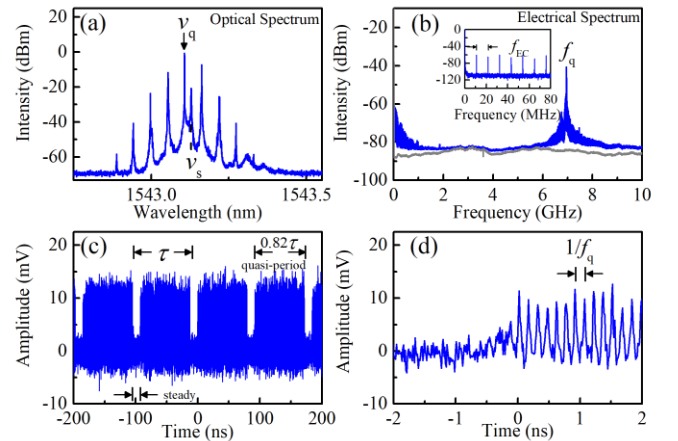 (a) Optical Spectrum
ν_q
ν_s
Intensity (dBm)
20
0
-20
-40
-60
1543.0
1543.5
Wavelength (nm)
(b) Electrical Spectrum
f_q
f_EC
0
-40
-80
-120
0 20 40 60 80
Frequency (MHz)
Intensity (dBm)
-20
-40
-60
-80
-100
0 2 4 6 8 10
Frequency (GHz)
(c)
τ
0.82τ
quasi-period
steady
Amplitude (mV)
20
10
0
-10
-200 -100 0 100 200
Time (ns)
(d)
1/f_q
Amplitude (mV)
20
10
0
-10
-2 -1 0 1 2
Time (ns)